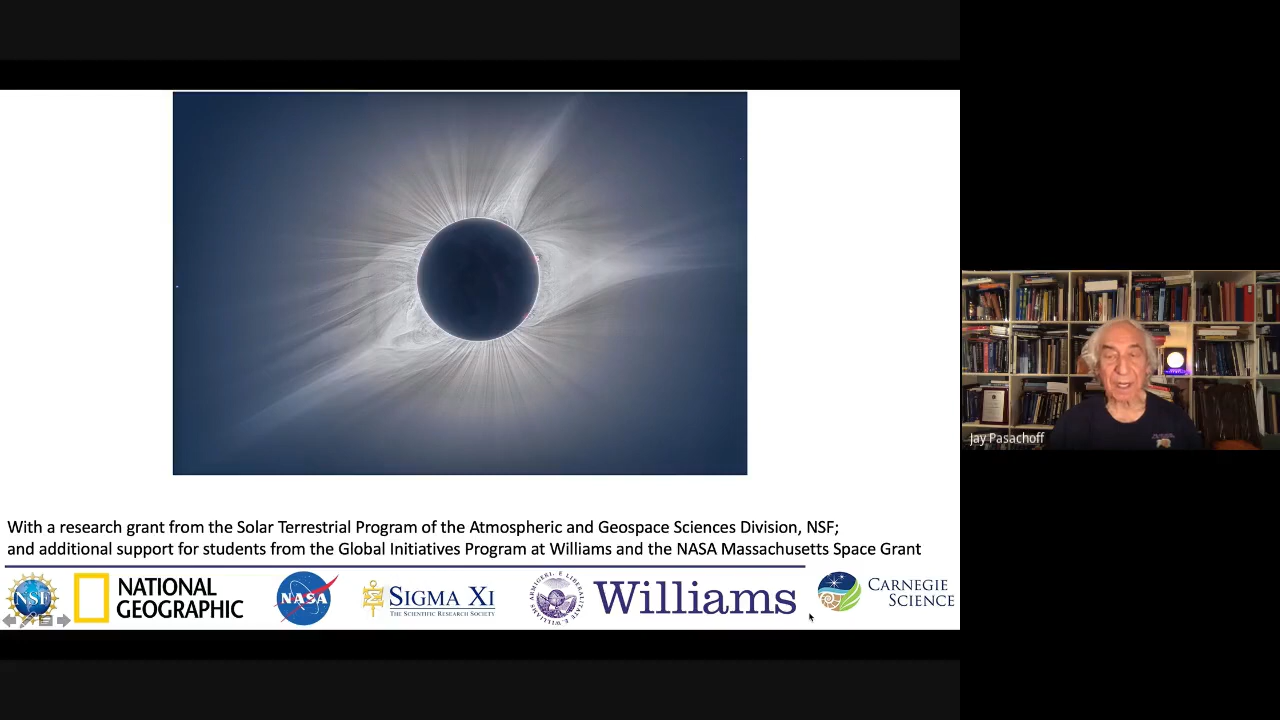 With a research grant from the Solar Terrestrial Program of the Atmospheric and Geospace Sciences Division, NSF;
and additional support for students from the Global Initiatives Program at Williams and the NASA Massachusetts Space Grant
NSF
NATIONAL
GEOGRAPHIC
NASA
SIGMA XI
THE SCIENTIFIC RESEARCH SOCIETY
Williams
CARNEGIE
SCIENCE
Jay Pasachoff